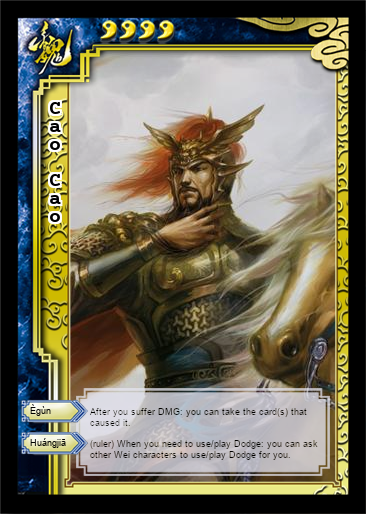 魏
Cao Cao
Ègùn
After you suffer DMG: you can take the card(s) that
caused it.
Huángjiā
(ruler) When you need to use/play Dodge: you can ask
other Wei characters to use/play Dodge for you.